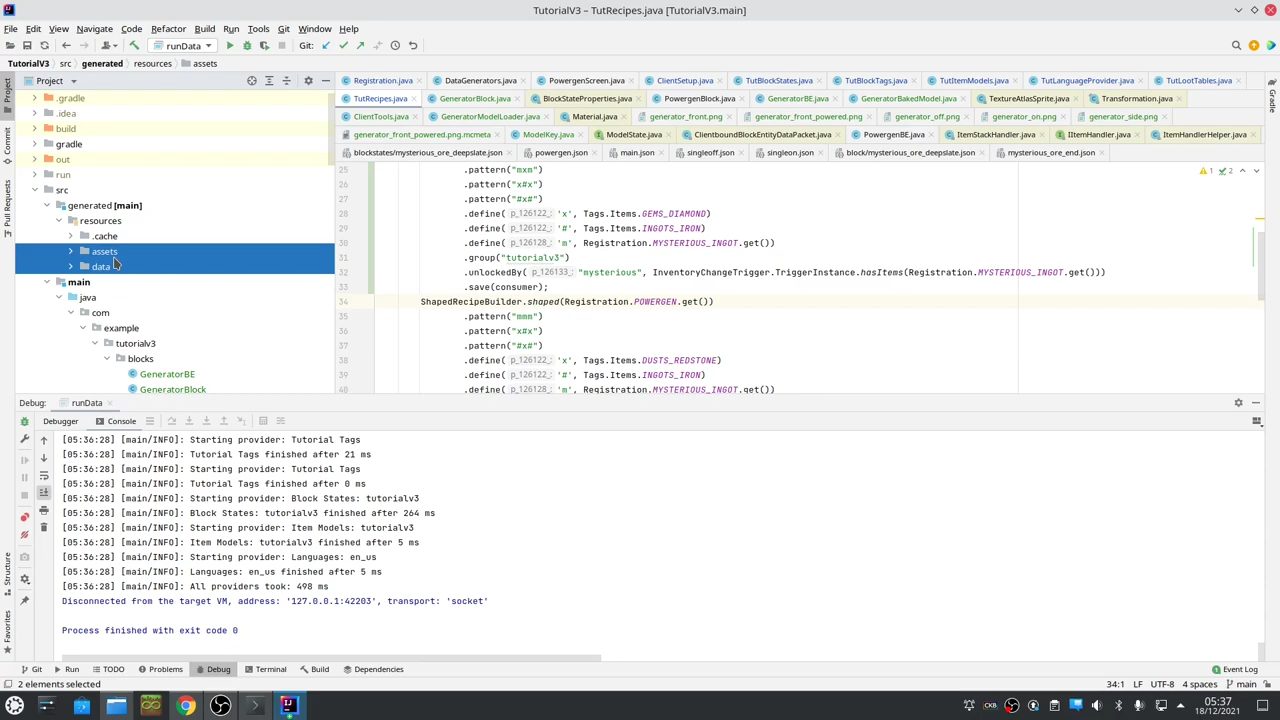 TutorialV3 – TutRecipes.java [TutorialV3.main]
File Edit View Navigate Code Refactor Build Run Tools Git Window Help
runData Git:
TutorialV3 src generated resources assets
Project
Registration.java DataGenerators.java PowergenScreen.java ClientSetup.java TutBlockStates.java TutBlockTags.java TutItemModels.java TutLanguageProvider.java TutLootTables.java
TutRecipes.java GeneratorBlock.java BlockStateProperties.java PowergenBlock.java GeneratorBE.java GeneratorBakedModel.java TextureAtlasSprite.java Transformation.java
ClientTools.java GeneratorModelLoader.java Material.java generator_front.png generator_front_powered.png generator_off.png generator_on.png generator_side.png
generator_front_powered.png.mcmeta ModelKey.java ModelState.java ClientboundBlockEntityDataPacket.java PowergenBE.java ItemStackHandler.java IItemHandler.java ItemHandlerHelper.java
blockstates/mysterious_ore_deepslate.json powergen.json main.json singleoff.json singleon.json block/mysterious_ore_deepslate.json mysterious_ore_end.json
Project
Commit
Pull Requests
Structure
Favorites
Gradle
.gradle
.idea
build
gradle
out
run
src
generated [main]
resources
.cache
assets
data
main
java
com
example
tutorialv3
blocks
GeneratorBE
GeneratorBlock
1 2
25 .pattern("mxm")
26 .pattern("x#x")
27 .pattern("#x#")
28 .define( p_126122_: 'x', Tags.Items.GEMS_DIAMOND)
29 .define( p_126122_: '#', Tags.Items.INGOTS_IRON)
30 .define( p_126128_: 'm', Registration.MYSTERIOUS_INGOT.get())
31 .group("tutorialv3")
32 .unlockedBy( p_126133_: "mysterious", InventoryChangeTrigger.TriggerInstance.hasItems(Registration.MYSTERIOUS_INGOT.get()))
33 .save(consumer);
34 ShapedRecipeBuilder.shaped(Registration.POWERGEN.get())
35 .pattern("mmm")
36 .pattern("x#x")
37 .pattern("#x#")
38 .define( p_126122_: 'x', Tags.Items.DUSTS_REDSTONE)
39 .define( p_126122_: '#', Tags.Items.INGOTS_IRON)
40 .define( p_126128_: 'm', Registration.MYSTERIOUS_INGOT.get())
Debug: runData
Debugger Console
[05:36:28] [main/INFO]: Starting provider: Tutorial Tags
[05:36:28] [main/INFO]: Tutorial Tags finished after 21 ms
[05:36:28] [main/INFO]: Starting provider: Tutorial Tags
[05:36:28] [main/INFO]: Tutorial Tags finished after 0 ms
[05:36:28] [main/INFO]: Starting provider: Block States: tutorialv3
[05:36:28] [main/INFO]: Block States: tutorialv3 finished after 264 ms
[05:36:28] [main/INFO]: Starting provider: Item Models: tutorialv3
[05:36:28] [main/INFO]: Item Models: tutorialv3 finished after 5 ms
[05:36:28] [main/INFO]: Starting provider: Languages: en_us
[05:36:28] [main/INFO]: Languages: en_us finished after 5 ms
[05:36:28] [main/INFO]: All providers took: 498 ms
Disconnected from the target VM, address: '127.0.0.1:42203', transport: 'socket'
Process finished with exit code 0
Git Run TODO Problems Debug Terminal Build Dependencies Event Log
2 elements selected 34:1 LF UTF-8 4 spaces main
CKB 05:37
18/12/2021